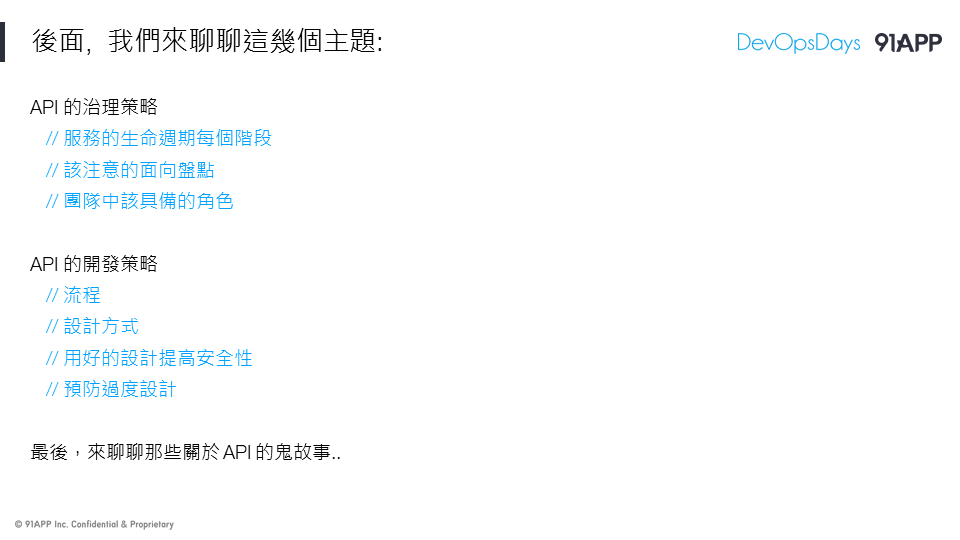 後面, 我們來聊聊這幾個主題:
DevOpsDays 91APP
API 的治理策略
// 服務的生命週期每個階段
// 該注意的面向盤點
// 團隊中該具備的角色
API 的開發策略
// 流程
// 設計方式
// 用好的設計提高安全性
// 預防過度設計
最後，來聊聊那些關於 API 的鬼故事..
© 91APP Inc. Confidential & Proprietary